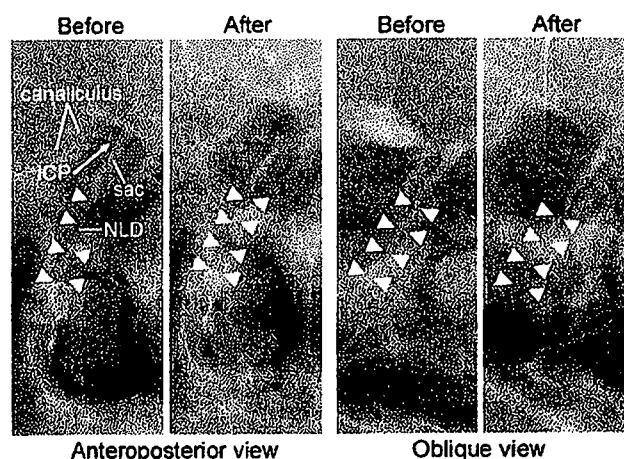 Before After Before After
canaliculus
ICP
sac
NLD
Anteroposterior view Oblique view